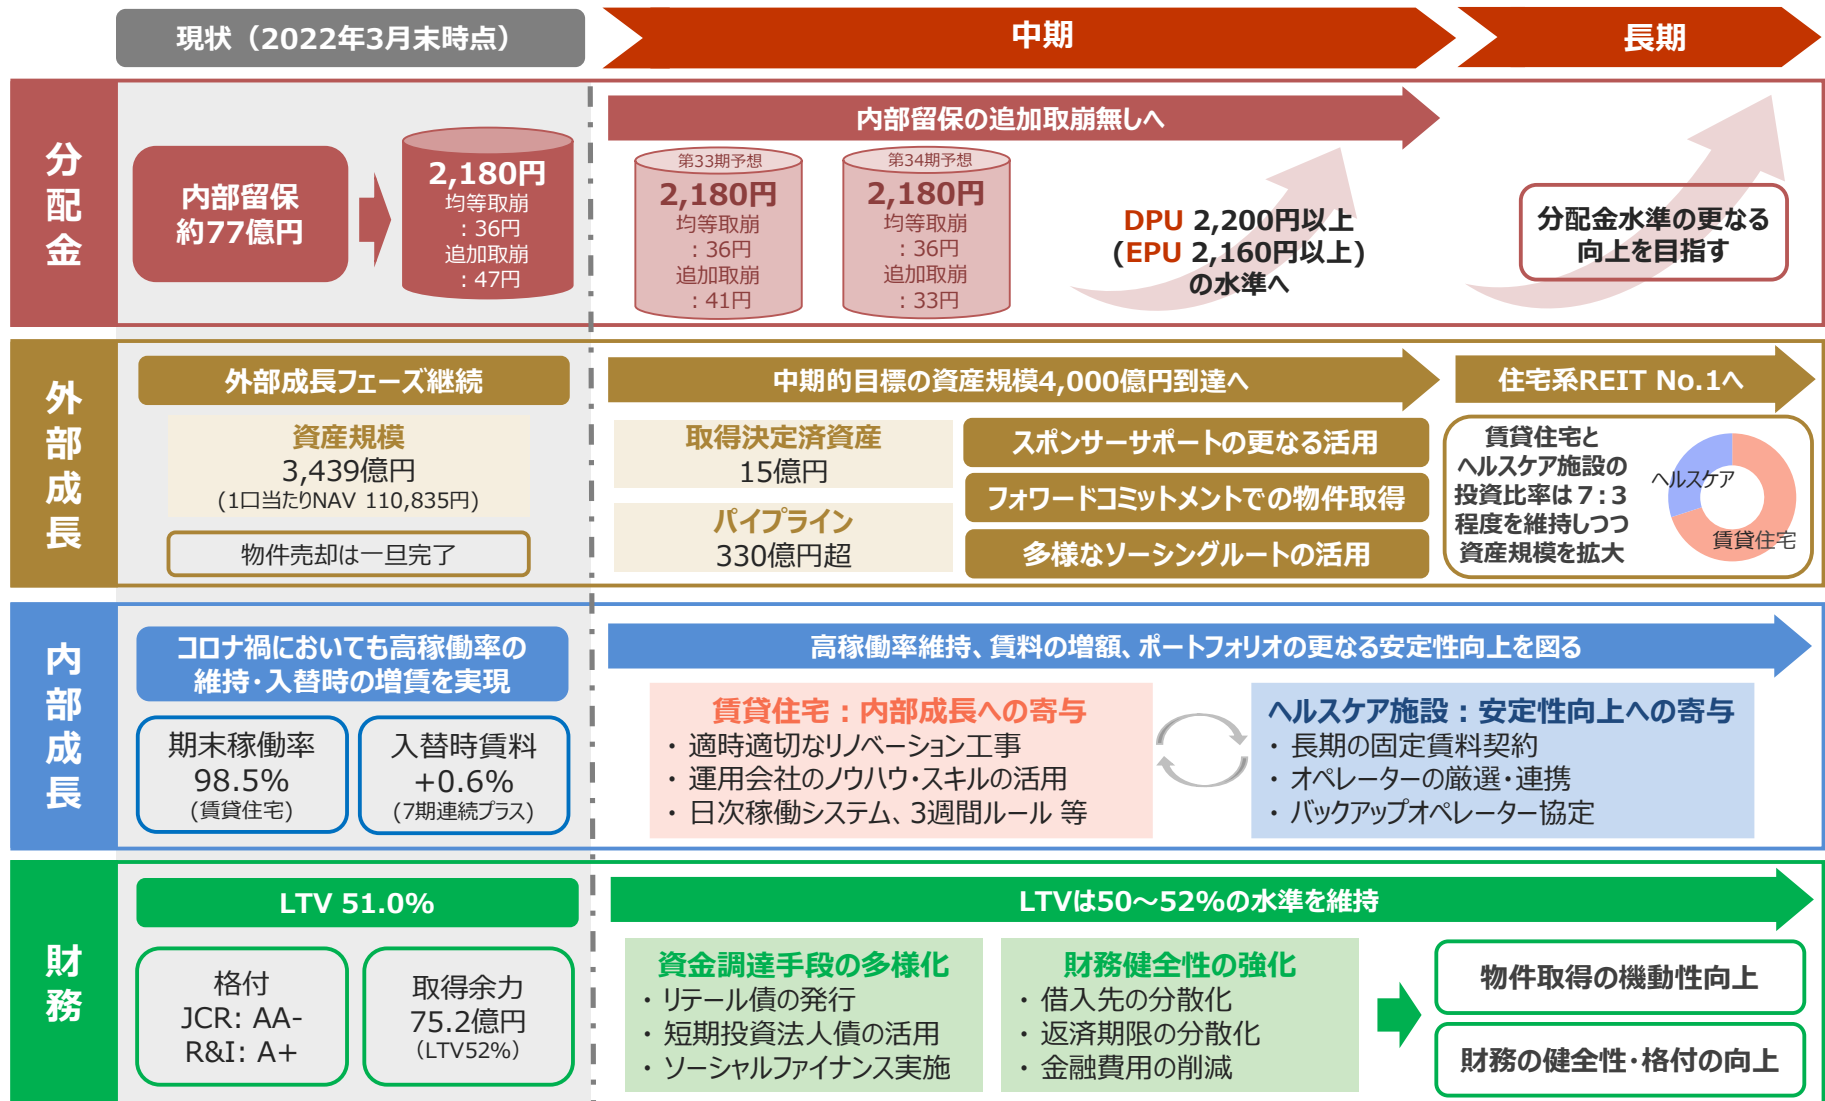 現状（2022年3月末時点）
中期
長期
分配金
内部留保
約77億円
2,180円
均等取崩
：36円
追加取崩
：47円
内部留保の追加取崩無しへ
第33期予想
2,180円
均等取崩
：36円
追加取崩
：41円
第34期予想
2,180円
均等取崩
：36円
追加取崩
：33円
DPU 2,200円以上
(EPU 2,160円以上)
の水準へ
分配金水準の更なる
向上を目指す
外部成長
外部成長フェーズ継続
資産規模
3,439億円
(1口当たりNAV 110,835円)
物件売却は一旦完了
中期的目標の資産規模4,000億円到達へ
取得決定済資産
15億円
パイプライン
330億円超
スポンサーサポートの更なる活用
フォワードコミットメントでの物件取得
多様なソーシングルートの活用
住宅系REIT No.1へ
賃貸住宅と
ヘルスケア施設の
投資比率は７:３
程度を維持しつつ
資産規模を拡大
ヘルスケア
賃貸住宅
内部成長
コロナ禍においても高稼働率の
維持・入替時の増賃を実現
期末稼働率
98.5%
(賃貸住宅)
入替時賃料
+0.6%
(7期連続プラス)
高稼働率維持、賃料の増額、ポートフォリオの更なる安定性向上を図る
賃貸住宅：内部成長への寄与
・ 適時適切なリノベーション工事
・ 運用会社のノウハウ・スキルの活用
・ 日次稼働システム、3週間ルール 等
ヘルスケア施設：安定性向上への寄与
・ 長期の固定賃料契約
・ オペレーターの厳選・連携
・ バックアップオペレーター協定
財務
LTV 51.0%
格付
JCR: AA-
R&I: A+
取得余力
75.2億円
（LTV52%）
LTVは50～52%の水準を維持
資金調達手段の多様化
・ リテール債の発行
・ 短期投資法人債の活用
・ ソーシャルファイナンス実施
財務健全性の強化
・ 借入先の分散化
・ 返済期限の分散化
・ 金融費用の削減
物件取得の機動性向上
財務の健全性・格付の向上